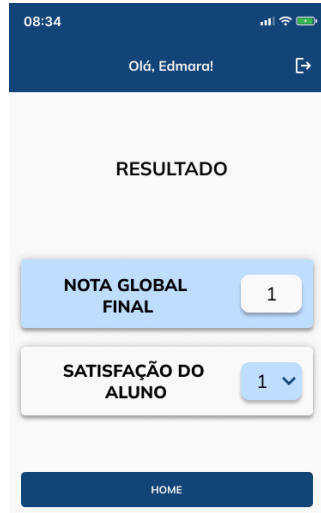 08:34
Olá, Edmara!
RESULTADO
NOTA GLOBAL
FINAL
1
SATISFAÇÃO DO
ALUNO
1
HOME